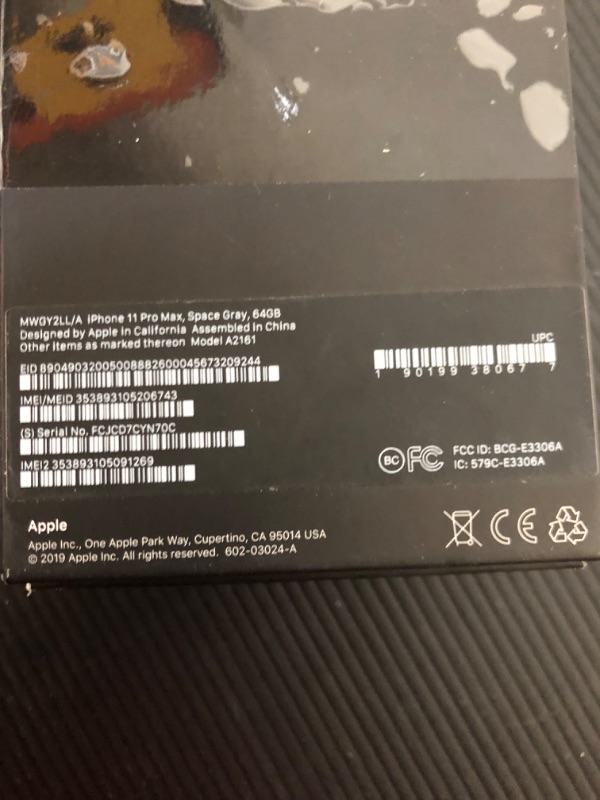 MWGY2LL/A iPhone 11 Pro Max, Space Gray, 64GB
Designed by Apple in California Assembled in China
Other items as marked thereon Model A2161
EID 89049032005008882600045673209244
IMEI/MEID 353893105206743
(S) Serial No. FCJCD7CYN70C
IMEI2 353893105091269
UPC
1 90199 38067 7
BC FC
FCC ID: BCG-E3306A
IC: 579C-E3306A
Apple
Apple Inc., One Apple Park Way, Cupertino, CA 95014 USA
© 2019 Apple Inc. All rights reserved. 602-03024-A
CE